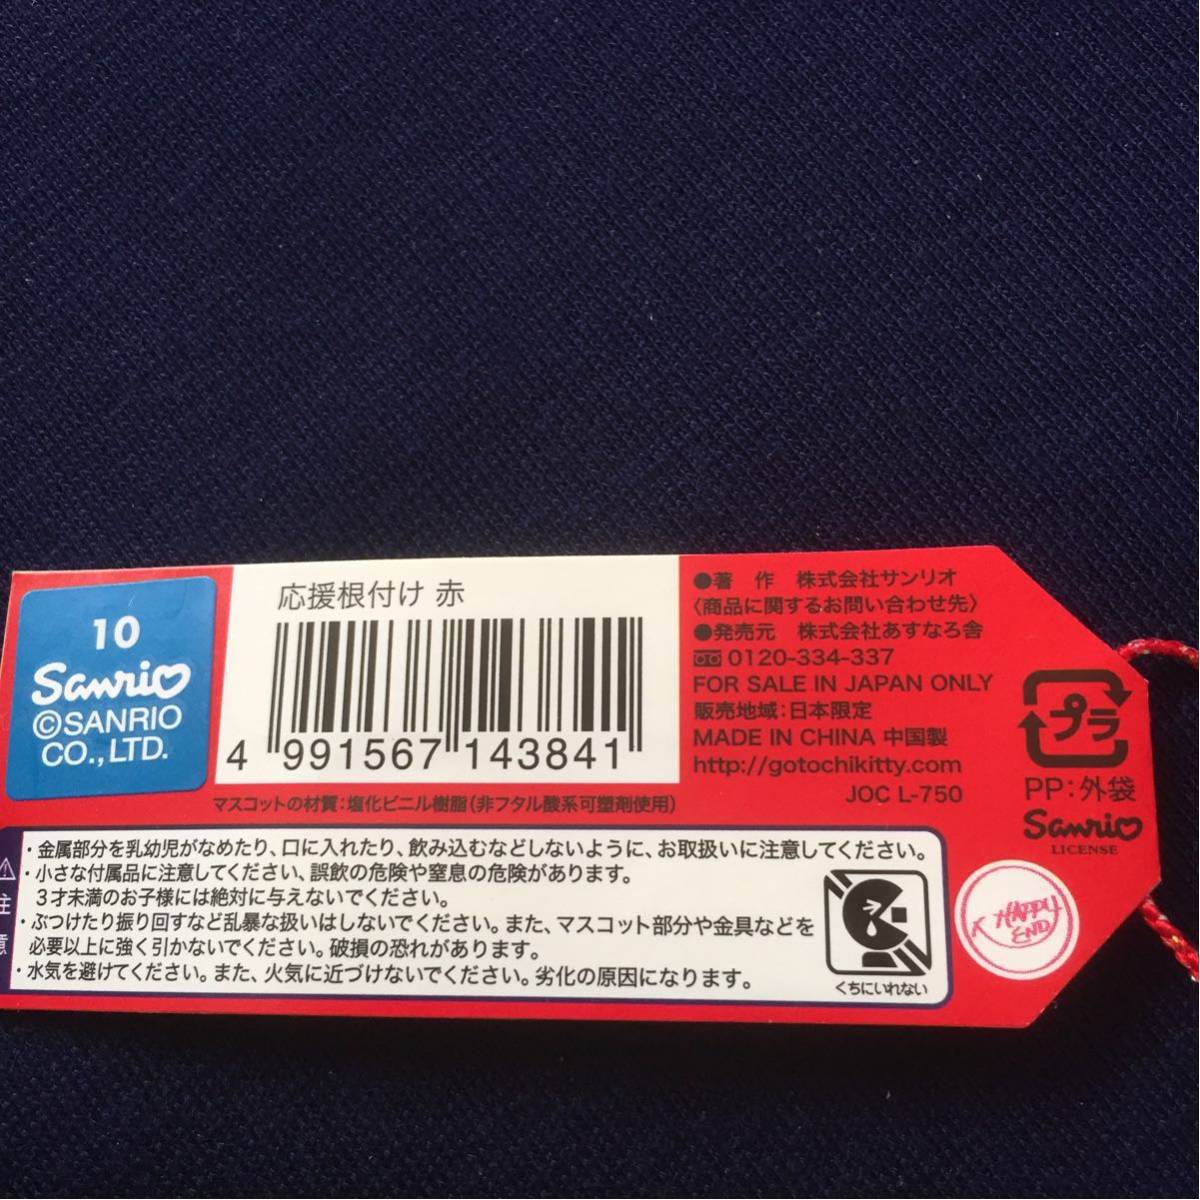 10
Sanrio
©SANRIO
CO., LTD.
応援根付け 赤
4 991567 143841
マスコットの材質:塩化ビニル樹脂(非フタル酸系可塑剤使用)
●著 作 株式会社サンリオ
〈商品に関するお問い合わせ先〉
●発売元 株式会社あすなろ舎
0120-334-337
FOR SALE IN JAPAN ONLY
販売地域:日本限定
MADE IN CHINA 中国製
http://gotochikitty.com
JOC L-750
プラ
PP:外袋
Sanrio
LICENSE
注意
・金属部分を乳幼児がなめたり、口に入れたり、飲み込むなどしないように、お取扱いに注意してください。
・小さな付属品に注意してください、誤飲の危険や窒息の危険があります。
3才未満のお子様には絶対に与えないでください。
・ぶつけたり振り回すなど乱暴な扱いはしないでください。また、マスコット部分や金具などを
必要以上に強く引かないでください。破損の恐れがあります。
・水気を避けてください。また、火気に近づけないでください。劣化の原因になります。
くちにいれない
HAPPY
END